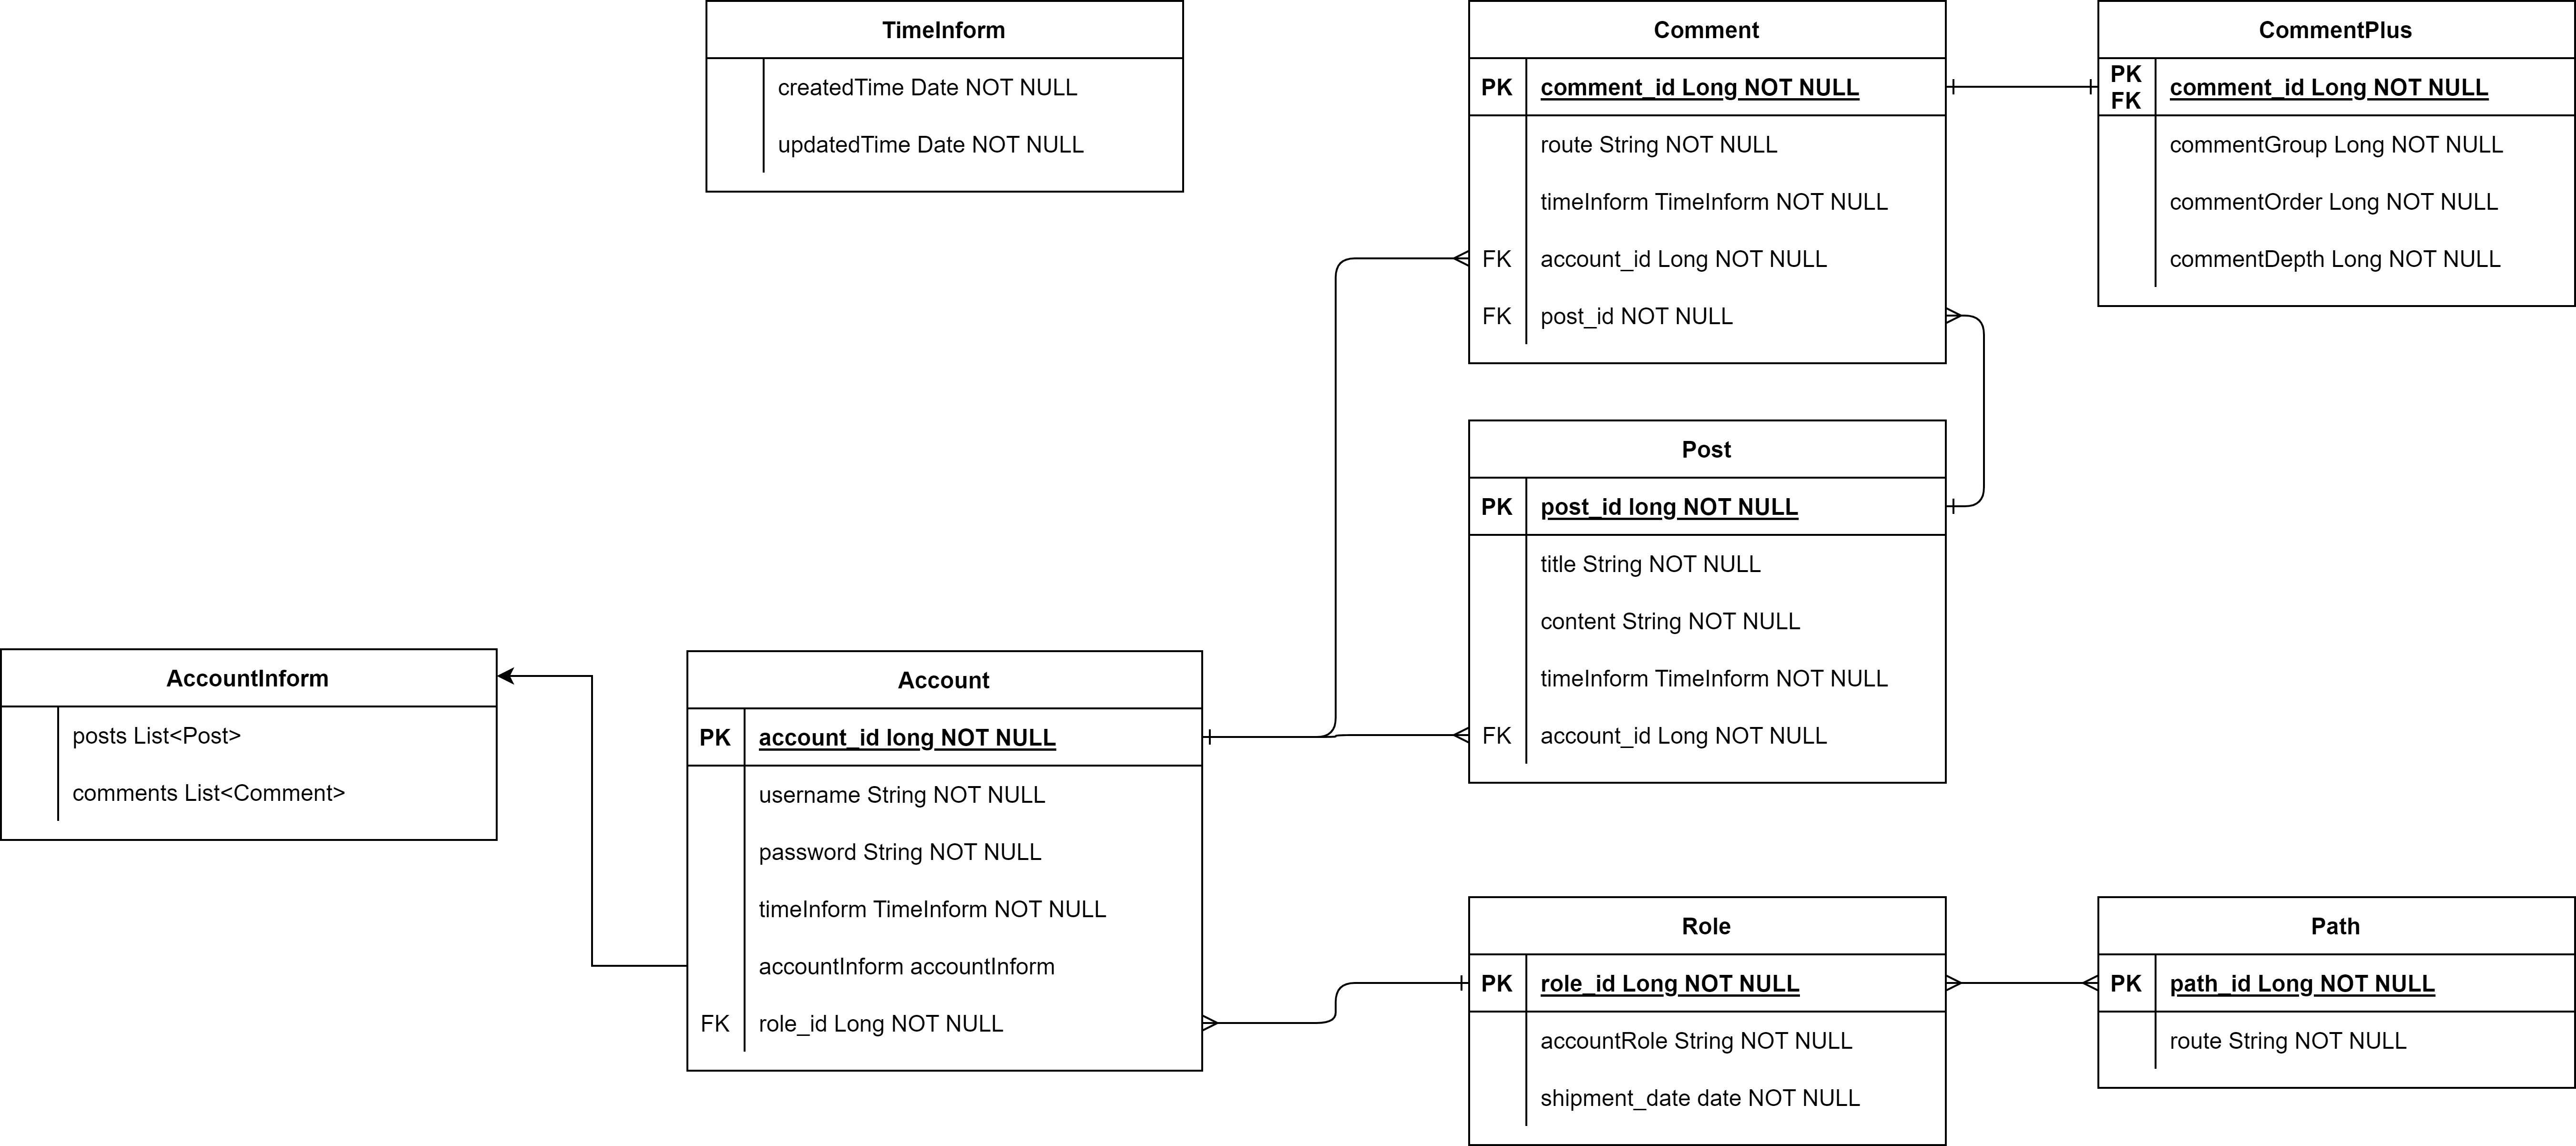 TimeInform
createdTime Date NOT NULL
updatedTime Date NOT NULL
Comment
PK comment_id Long NOT NULL
route String NOT NULL
timeInform TimeInform NOT NULL
FK account_id Long NOT NULL
FK post_id NOT NULL
CommentPlus
PK
FK
comment_id Long NOT NULL
commentGroup Long NOT NULL
commentOrder Long NOT NULL
commentDepth Long NOT NULL
Post
PK post_id long NOT NULL
title String NOT NULL
content String NOT NULL
timeInform TimeInform NOT NULL
FK account_id Long NOT NULL
AccountInform
posts List<Post>
comments List<Comment>
Account
PK account_id long NOT NULL
username String NOT NULL
password String NOT NULL
timeInform TimeInform NOT NULL
accountInform accountInform
FK role_id Long NOT NULL
Role
PK role_id Long NOT NULL
accountRole String NOT NULL
shipment_date date NOT NULL
Path
PK path_id Long NOT NULL
route String NOT NULL